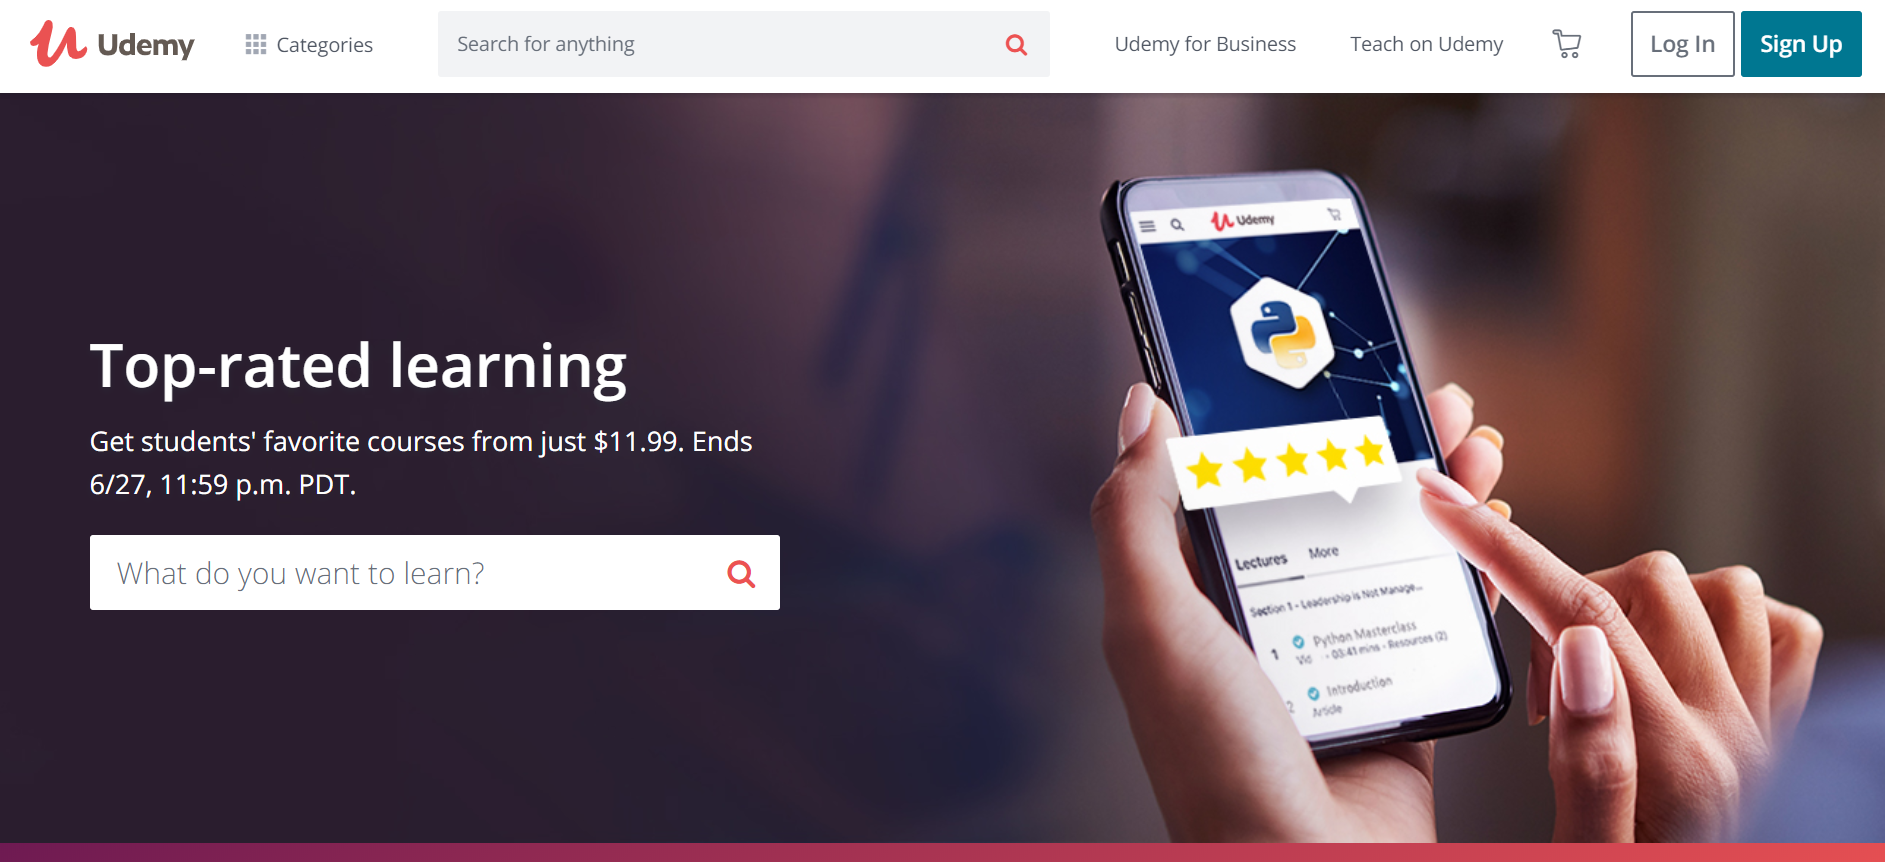 Udemy
Categories
Search for anything
Udemy for Business
Teach on Udemy
Log In
Sign Up
Top-rated learning
Get students' favorite courses from just $11.99. Ends
6/27, 11:59 p.m. PDT.
What do you want to learn?
Udemy
Lectures
More
Section 1 - Leadership is Not Manage...
1
Python Masterclass
03:41 mins - Resources (2)
2
Introduction
Article